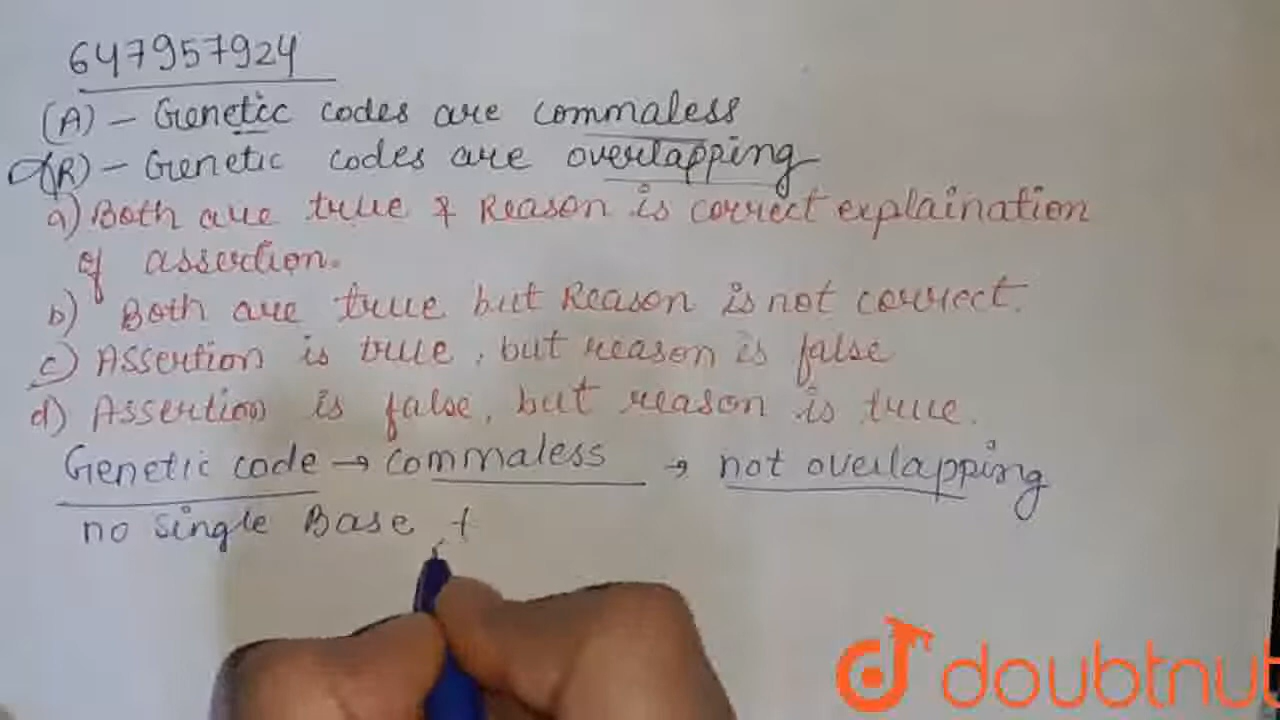 647957924
(A) - Genetic codes are commaless
(R) - Genetic codes are overlapping
a) Both are true & Reason is correct explaination
of assertion.
b) Both are true but Reason is not correct.
c) Assertion is true, but reason is false
d) Assertion is false, but reason is true.
Genetic code → commaless → not overlapping
no single Base t
doubtnut